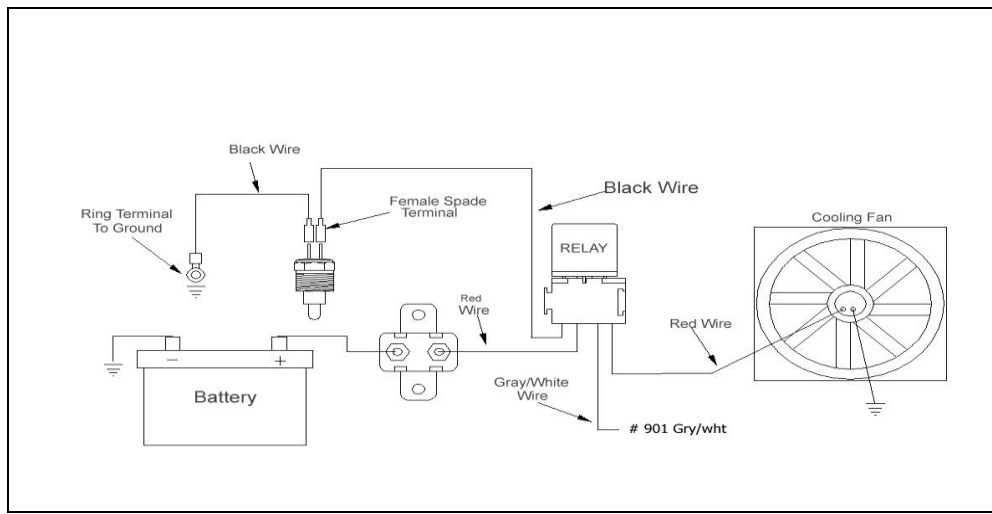 Black Wire
Ring Terminal
To Ground
Female Spade
Terminal
Black Wire
RELAY
Cooling Fan
Red
Wire
Red Wire
− +
Battery
Gray/White
Wire
# 901 Gry/wht